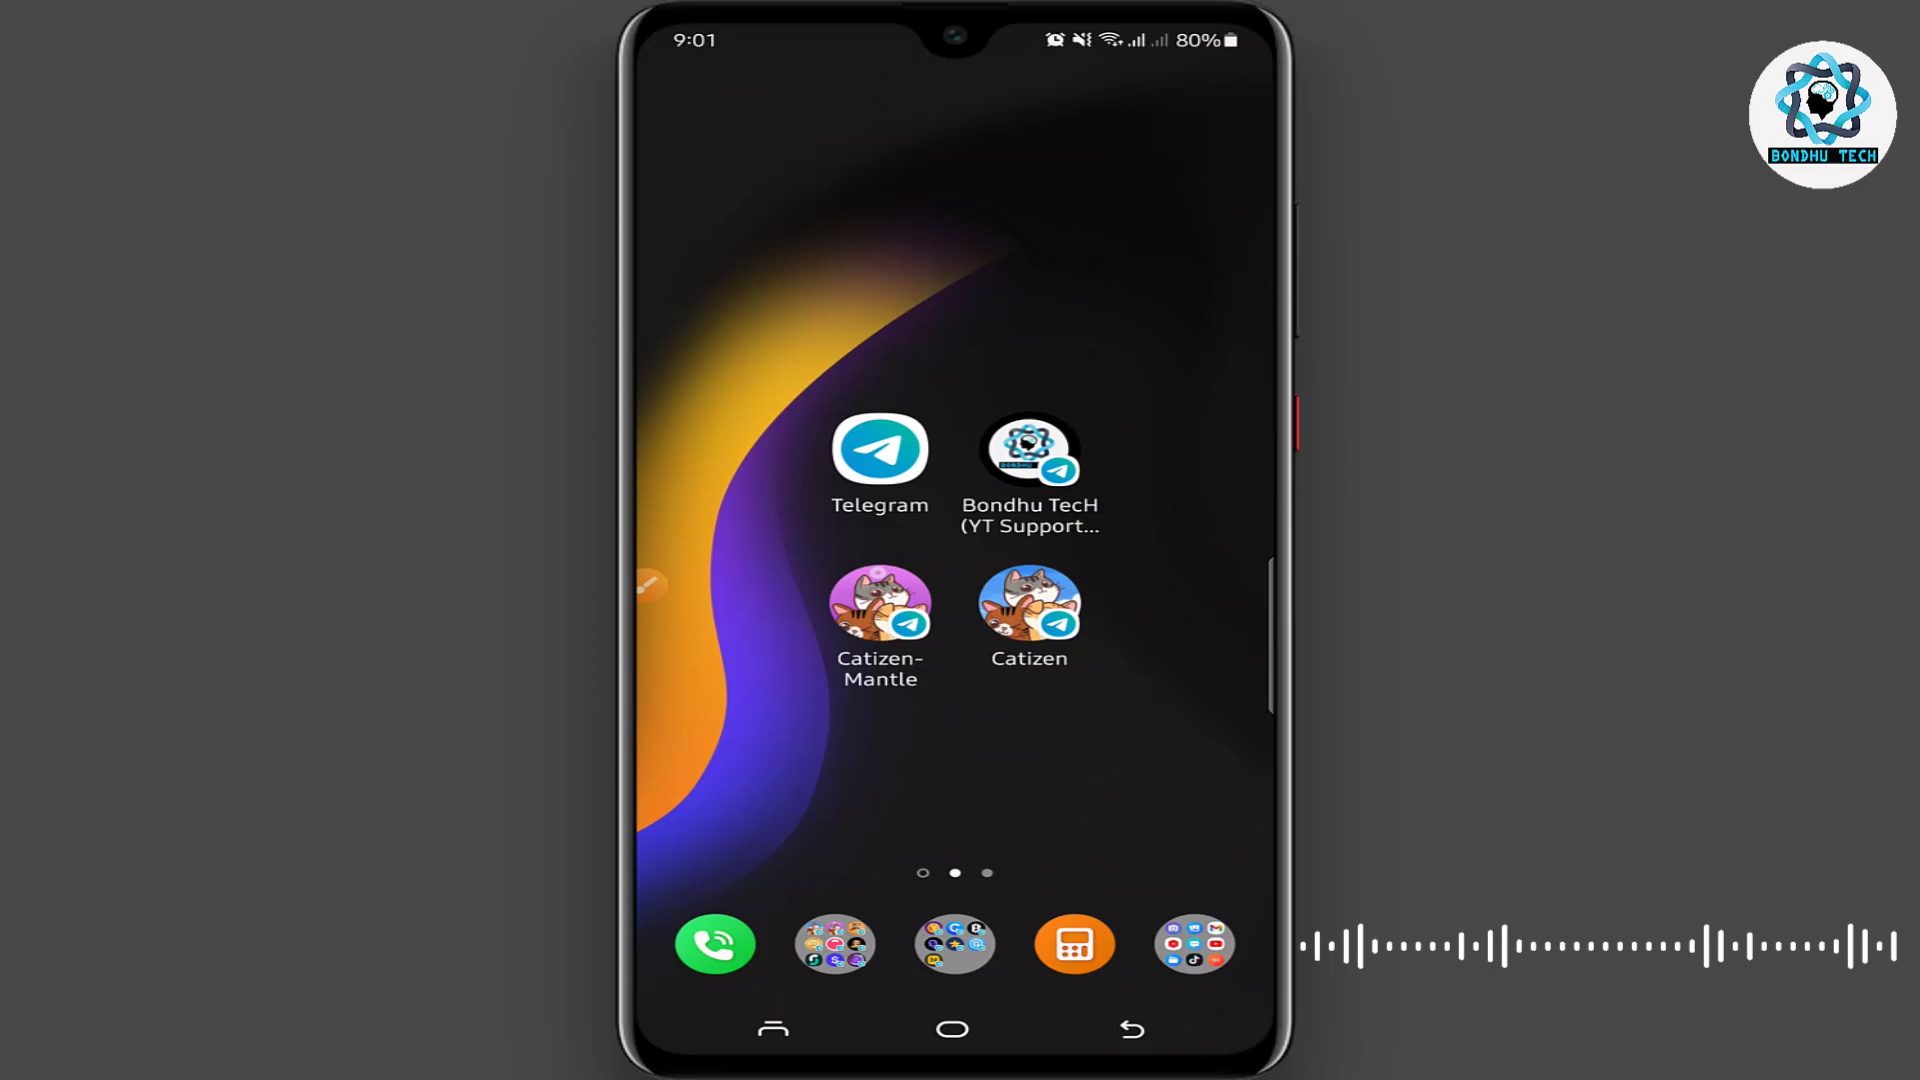 9:01
80%
BONDHU TECH
Telegram
Bondhu TecH
(YT Support...
Catizen-
Mantle
Catizen